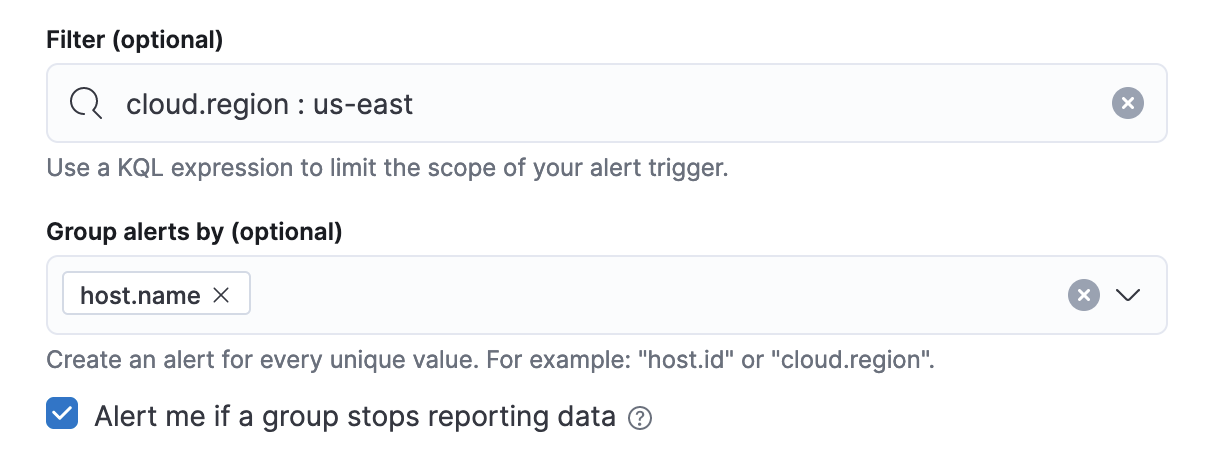 Filter (optional)
cloud.region : us-east
Use a KQL expression to limit the scope of your alert trigger.
Group alerts by (optional)
host.name
Create an alert for every unique value. For example: "host.id" or "cloud.region".
Alert me if a group stops reporting data